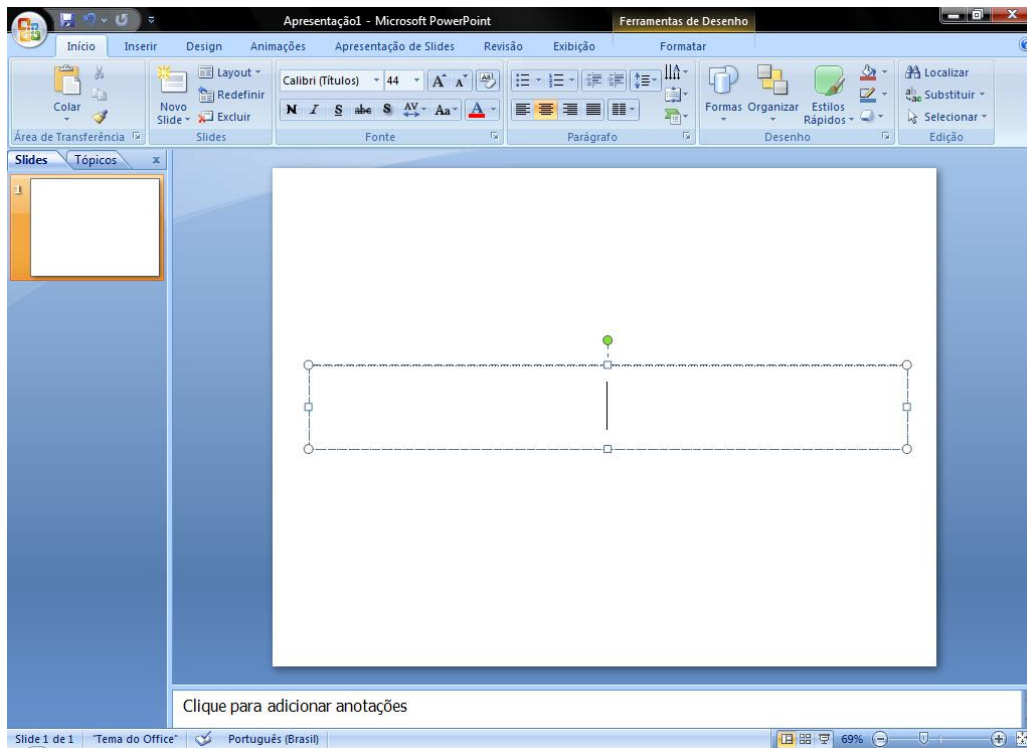 Apresentação1 - Microsoft PowerPoint
Ferramentas de Desenho
Início Inserir Design Animações Apresentação de Slides Revisão Exibição Formatar
Colar
Área de Transferência
Novo Slide
Layout
Redefinir
Excluir
Slides
Calibri (Títulos) 44
N I S abc S AV Aa A
Fonte
Parágrafo
Formas Organizar Estilos Rápidos
Desenho
Localizar
Substituir
Selecionar
Edição
Slides Tópicos x
1
Clique para adicionar anotações
Slide 1 de 1 "Tema do Office" Português (Brasil) 69%